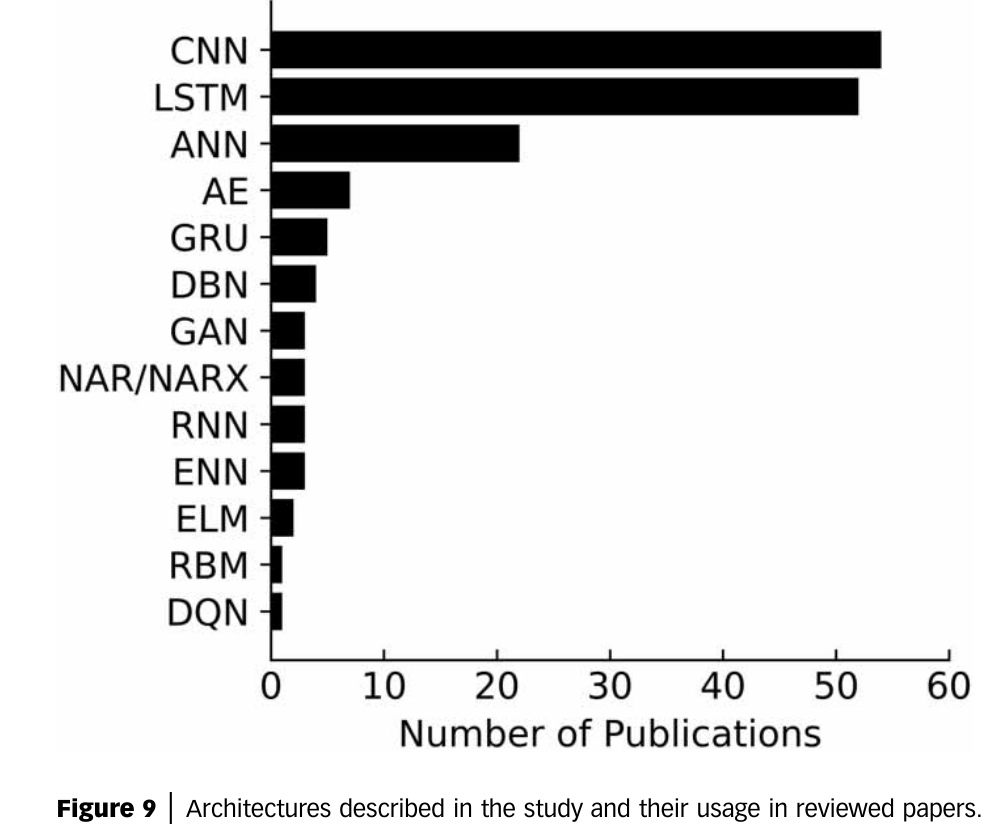 CNN
LSTM
ANN
AE
GRU
DBN
GAN
NAR/NARX
RNN
ENN
ELM
RBM
DQN
0 10 20 30 40 50 60
Number of Publications
Figure 9 | Architectures described in the study and their usage in reviewed papers.